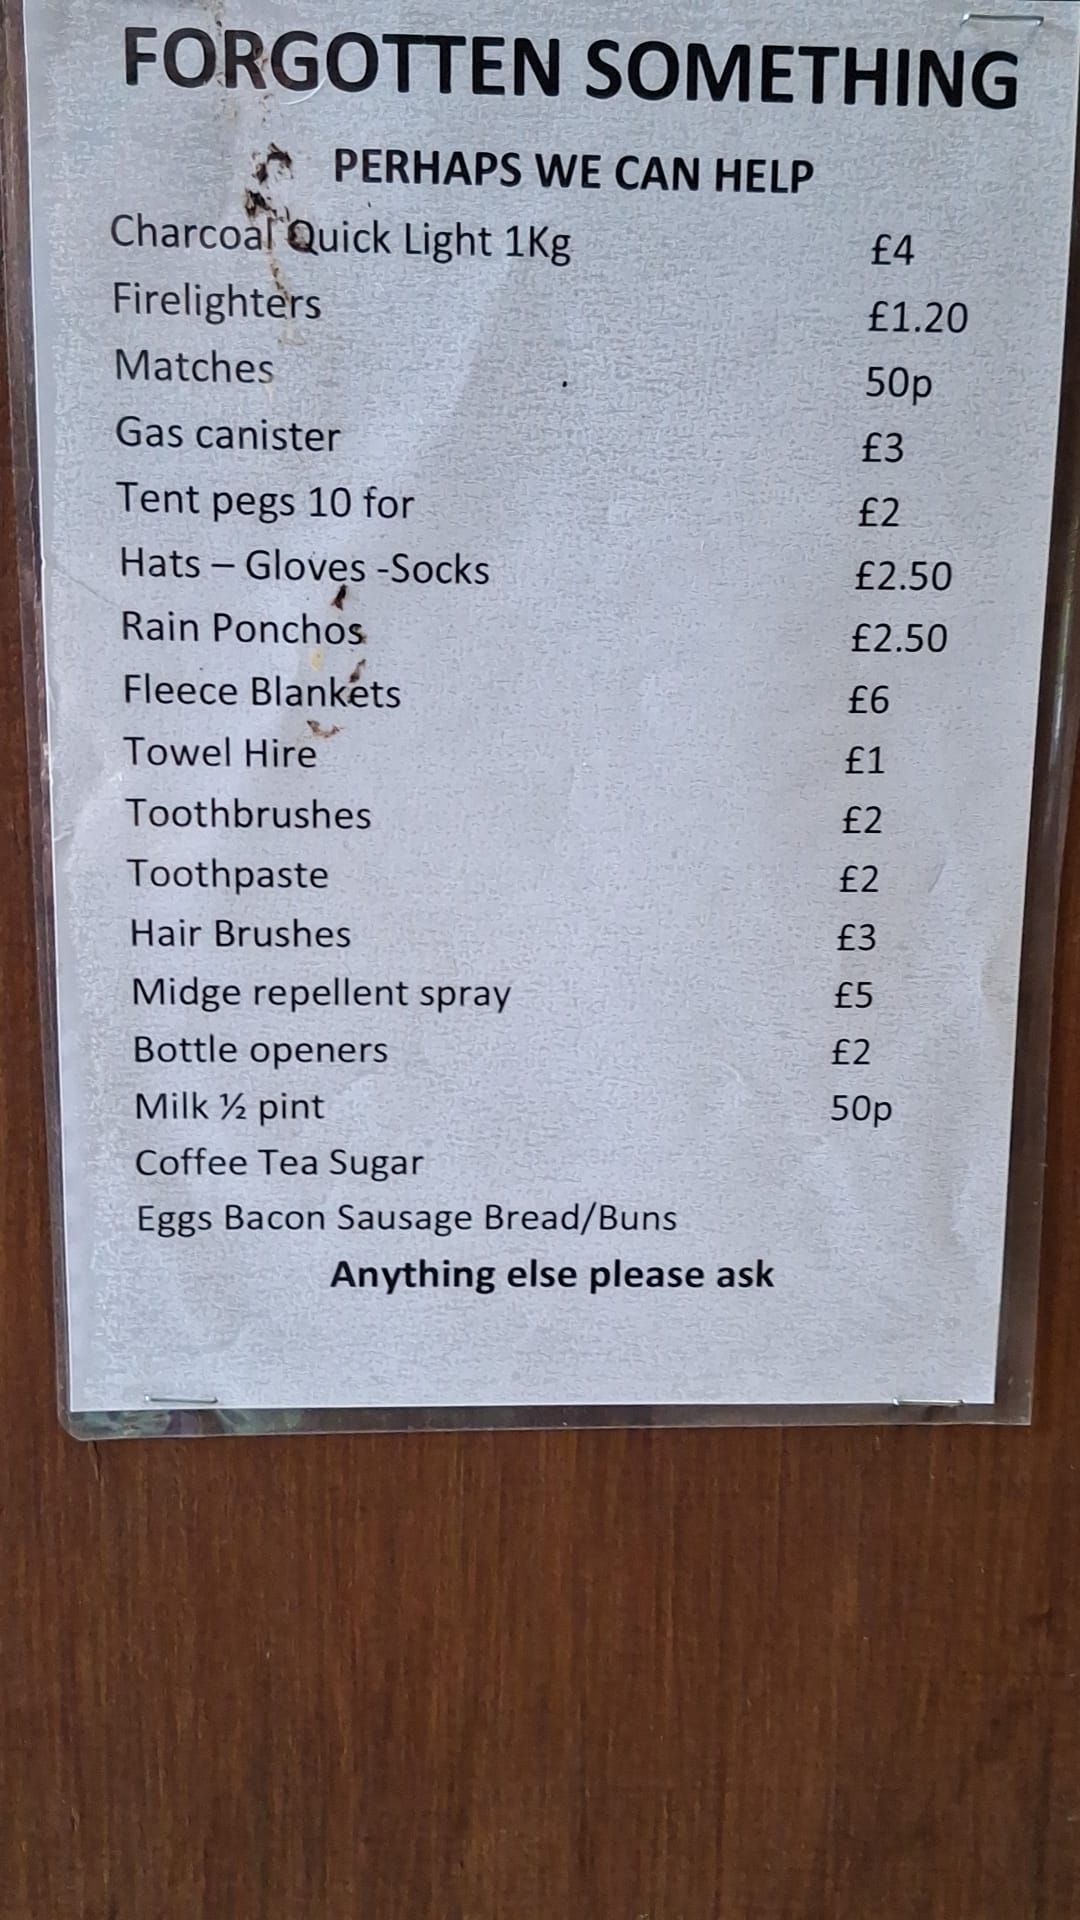 FORGOTTEN SOMETHING
PERHAPS WE CAN HELP
Charcoal Quick Light 1Kg £4
Firelighters £1.20
Matches 50p
Gas canister £3
Tent pegs 10 for £2
Hats – Gloves -Socks £2.50
Rain Ponchos £2.50
Fleece Blankets £6
Towel Hire £1
Toothbrushes £2
Toothpaste £2
Hair Brushes £3
Midge repellent spray £5
Bottle openers £2
Milk ½ pint 50p
Coffee Tea Sugar
Eggs Bacon Sausage Bread/Buns
Anything else please ask